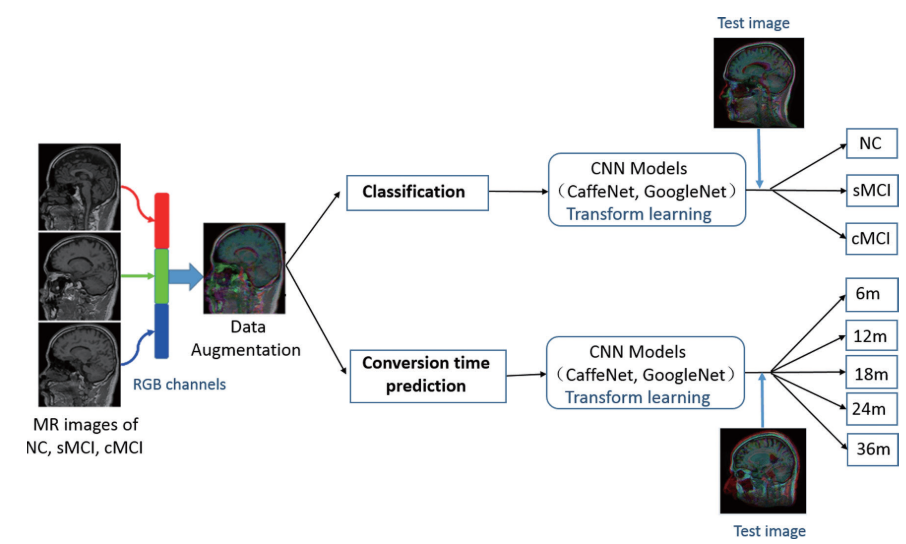 Test image
NC
CNN Models
（CaffeNet, GoogleNet）
Transform learning
Classification
sMCI
cMCI
6m
Data
Augmentation
12m
CNN Models
（CaffeNet, GoogleNet）
Transform learning
Conversion time
prediction
18m
RGB channels
24m
MR images of
NC, sMCI, cMCI
36m
Test image